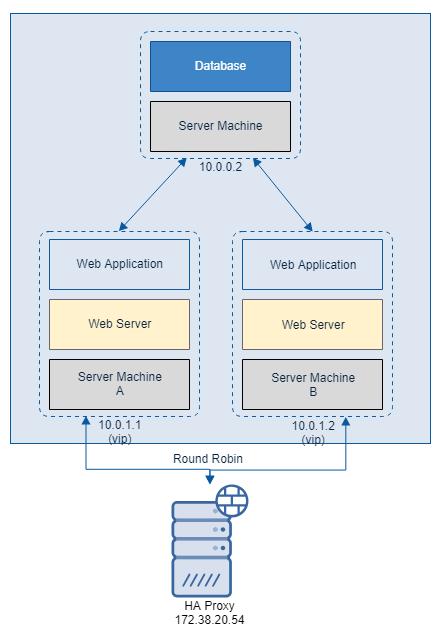 Database
Server Machine
10.0.0.2
Web Application
Web Server
Server Machine
A
10.0.1.1
(vip)
Web Application
Web Server
Server Machine
B
10.0.1.2
(vip)
Round Robin
HA Proxy
172.38.20.54